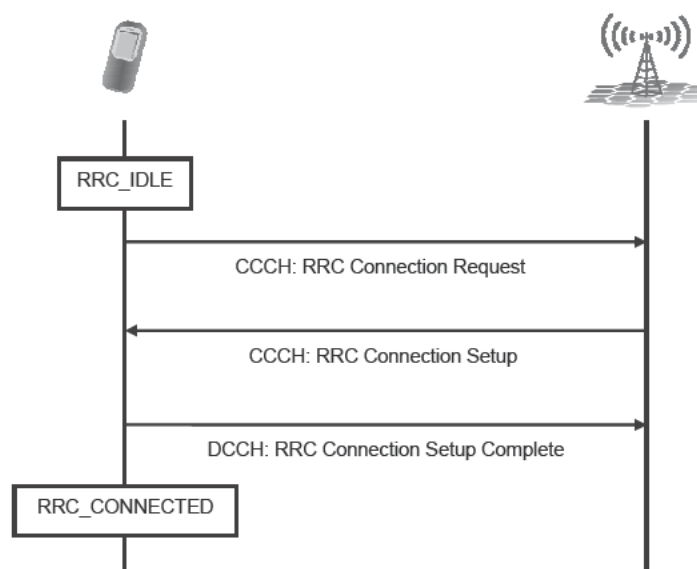 RRC_IDLE
CCCH: RRC Connection Request
CCCH: RRC Connection Setup
DCCH: RRC Connection Setup Complete
RRC_CONNECTED